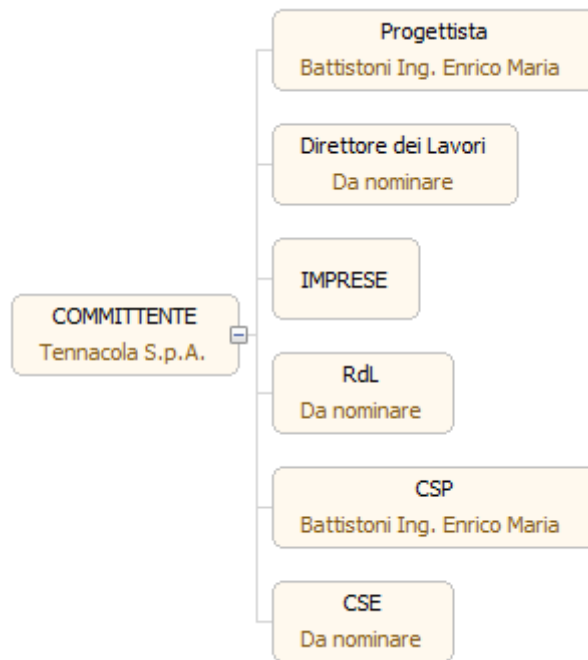 Progettista
Battistoni Ing. Enrico Maria
Direttore dei Lavori
Da nominare
IMPRESE
COMMITTENTE
Tennacola S.p.A.
RdL
Da nominare
CSP
Battistoni Ing. Enrico Maria
CSE
Da nominare